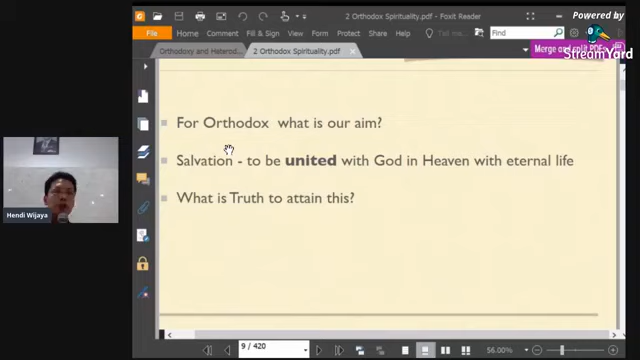 2 Orthodox Spirituality.pdf - Foxit Reader
Powered by
StreamYard
File
Home
Comment
Fill & Sign
View
Form
Protect
Share
Help
Tell me
Find
Orthodoxy and Heterod...
2 Orthodox Spirituality.pdf
Merge and split PDFs
For Orthodox what is our aim?
Salvation - to be united with God in Heaven with eternal life
What is Truth to attain this?
Hendi Wijaya
9 / 420
56.00%